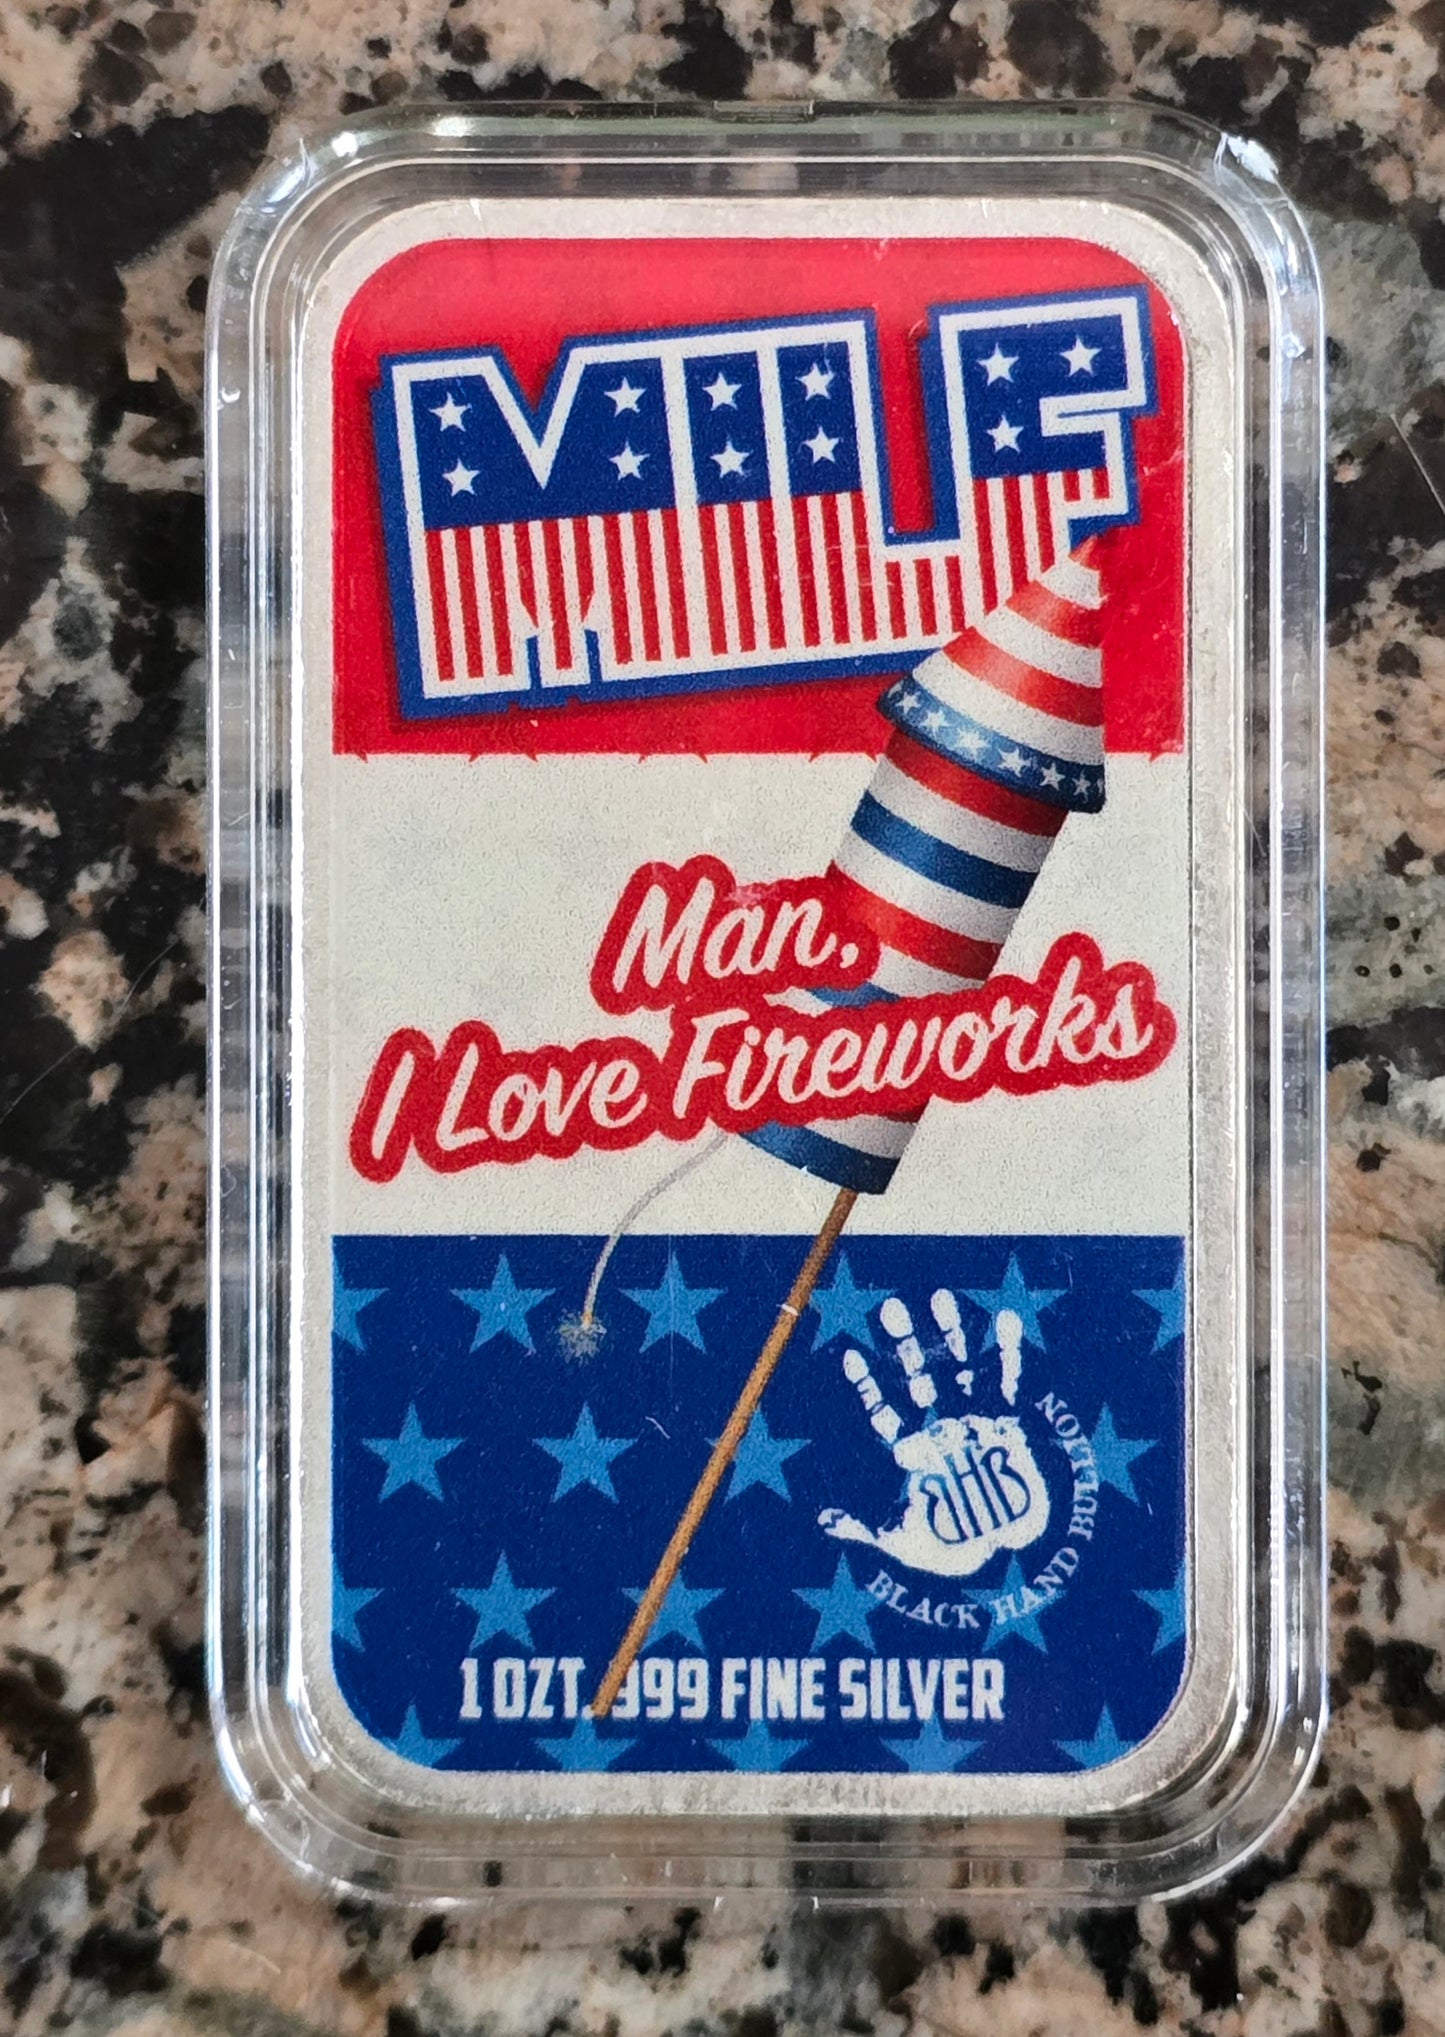 MILF
Man,
I Love Fireworks
BHB
BLACK HAND BULLION
1 OZT. .999 FINE SILVER